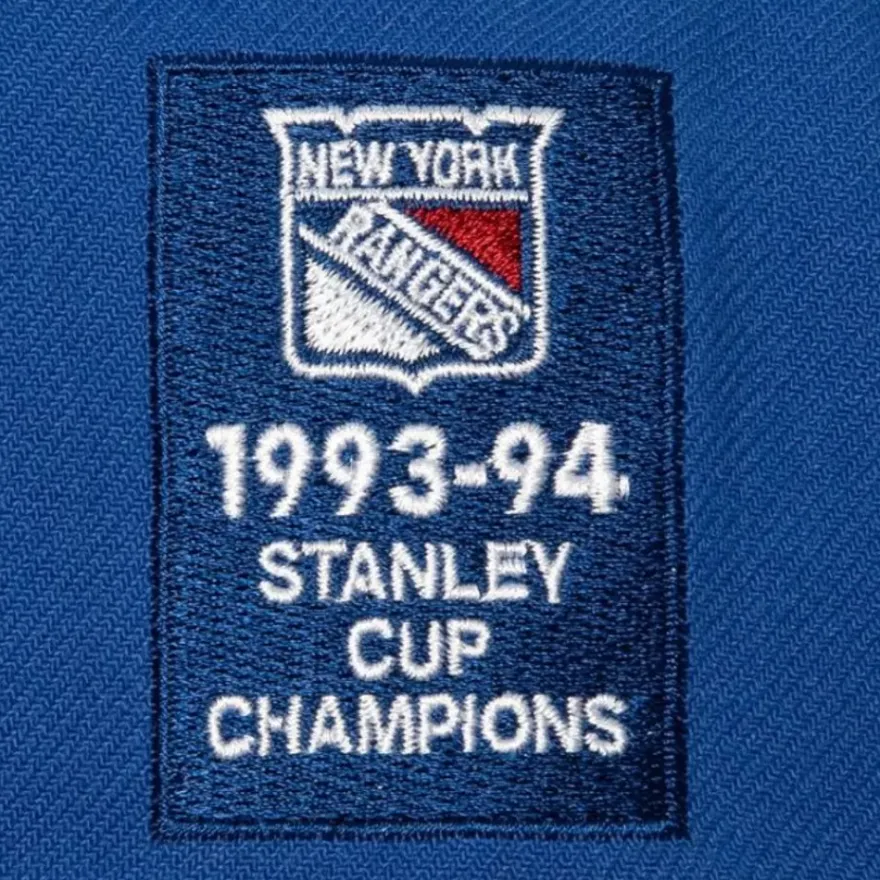 NEW YORK
RANGERS
1993-94
STANLEY
CUP
CHAMPIONS